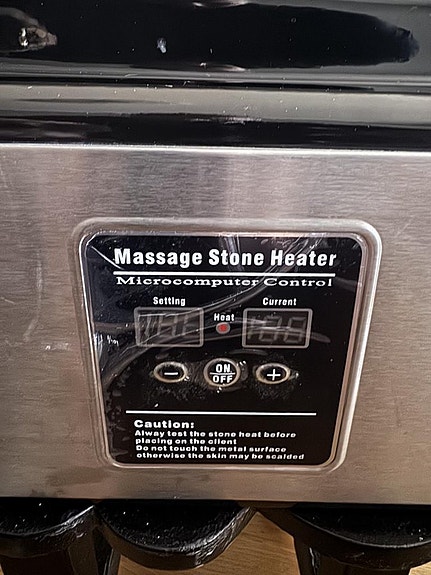 Massage Stone Heater
Microcomputer Control
Setting Current
Heat
−
ON
OFF
+
Caution:
Alway test the stone heat before
placing on the client
Do not touch the metal surface
otherwise the skin may be scalded